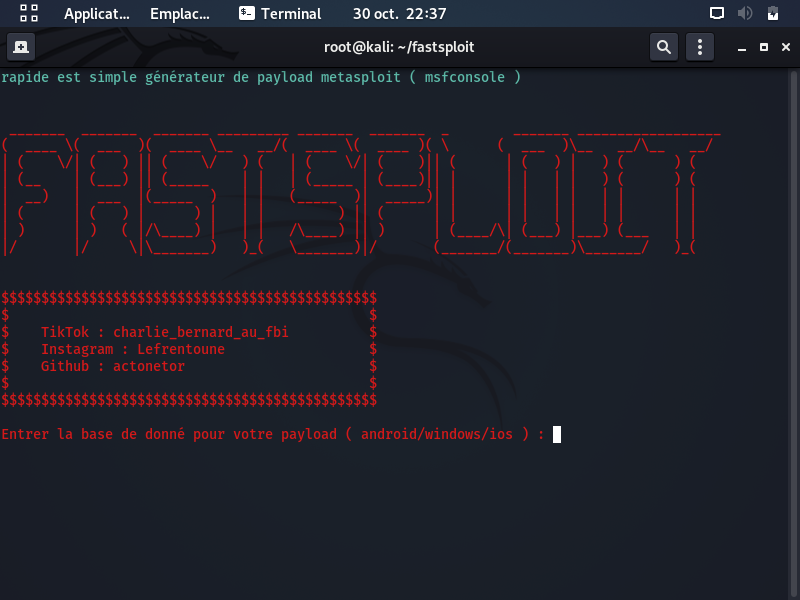 Applicat...
Emplac...
Terminal
30 oct. 22:37
root@kali: ~/fastsploit
rapide est simple générateur de payload metasploit ( msfconsole )
FASTSPLOIT
$$$$$$$$$$$$$$$$$$$$$$$$$$$$$$$$$$$$$$$$$$$$$$$
$ $
$ TikTok : charlie_bernard_au_fbi $
$ Instagram : Lefrentoune $
$ Github : actonetor $
$ $
$$$$$$$$$$$$$$$$$$$$$$$$$$$$$$$$$$$$$$$$$$$$$$$
Entrer la base de donné pour votre payload ( android/windows/ios ) :